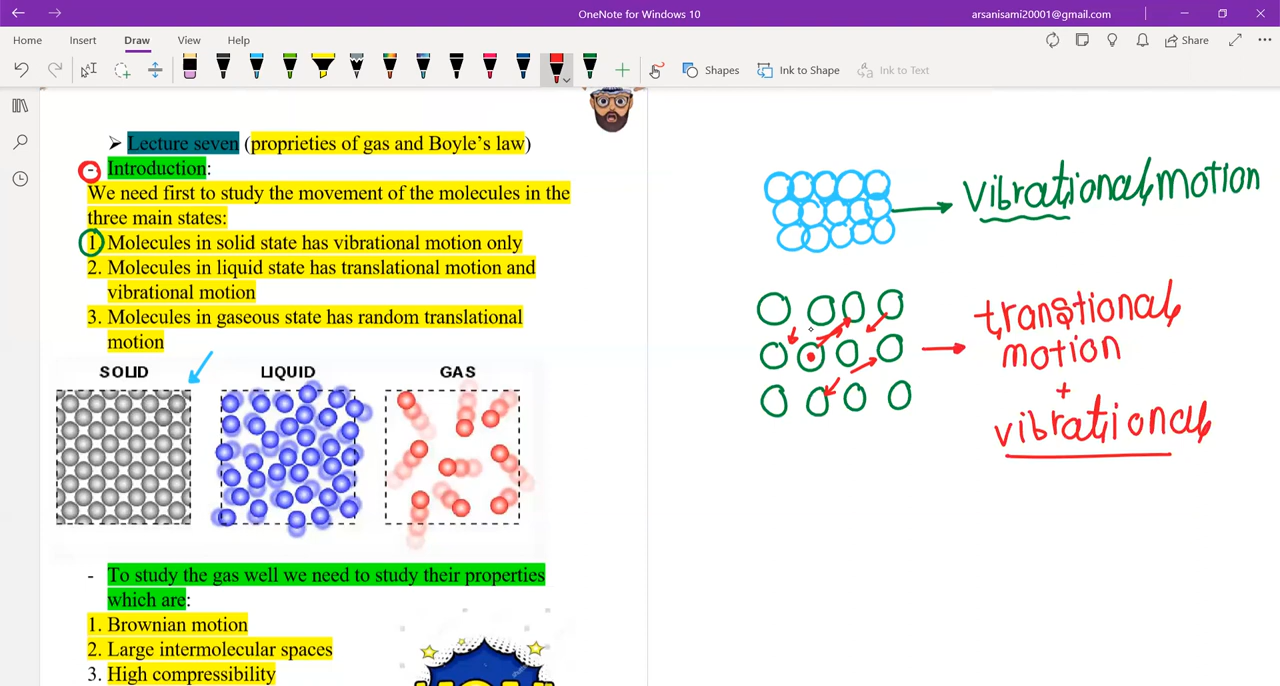 OneNote for Windows 10
arsanisami20001@gmail.com
Home Insert Draw View Help
Share
Shapes Ink to Shape Ink to Text
➤ Lecture seven (proprieties of gas and Boyle's law)
- Introduction:
We need first to study the movement of the molecules in the
three main states:
1. Molecules in solid state has vibrational motion only
2. Molecules in liquid state has translational motion and
vibrational motion
3. Molecules in gaseous state has random translational
motion
SOLID LIQUID GAS
- To study the gas well we need to study their properties
which are:
1. Brownian motion
2. Large intermolecular spaces
3. High compressibility
vibrational motion
transtional
motion
+
vibrational